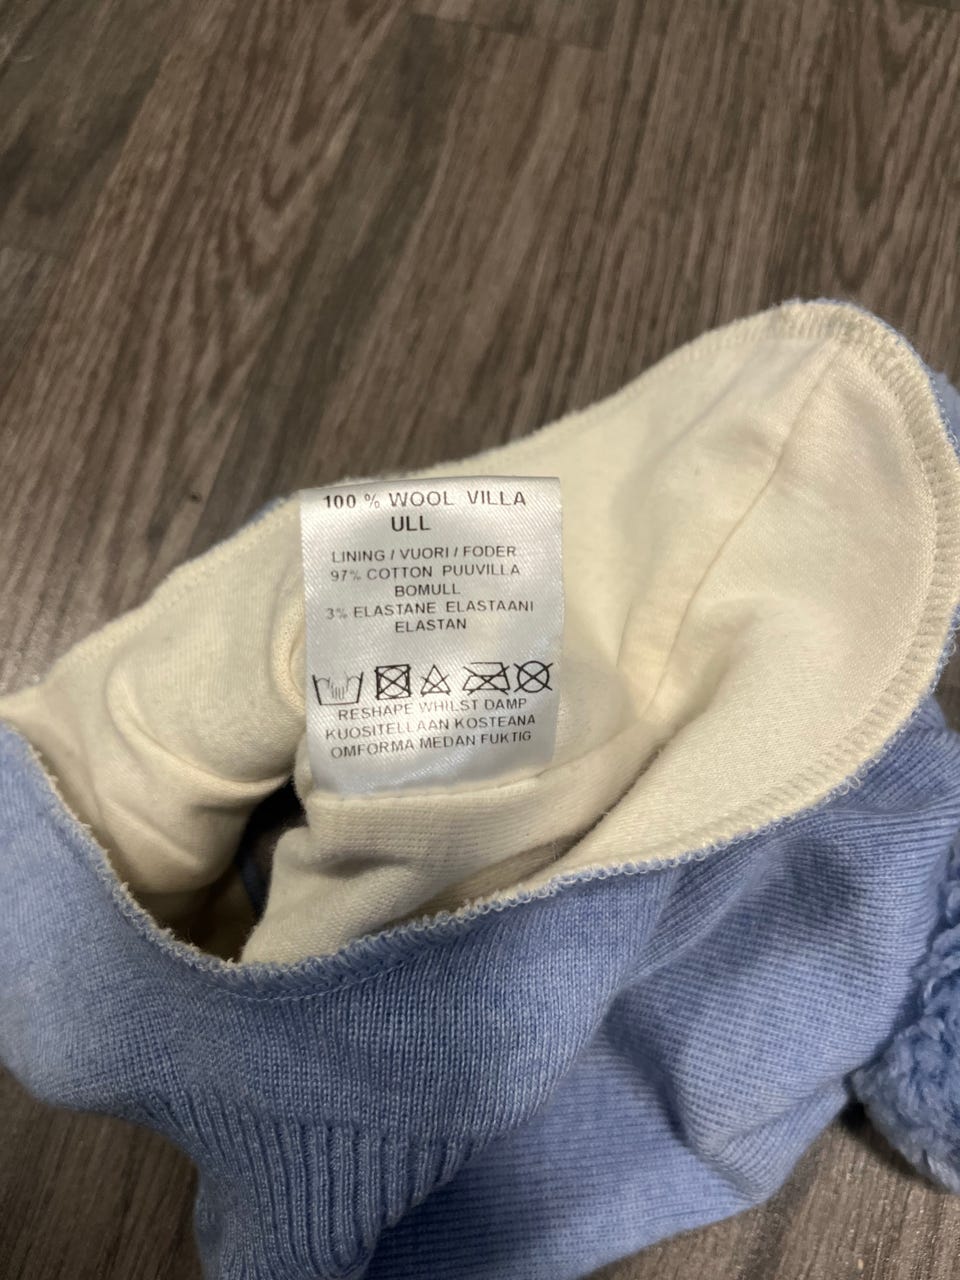 100 % WOOL VILLA
ULL
LINING / VUORI / FODER
97% COTTON PUUVILLA
BOMULL
3% ELASTANE ELASTAANI
ELASTAN
RESHAPE WHILST DAMP
KUOSITELLAAN KOSTEANA
OMFORMA MEDAN FUKTIG